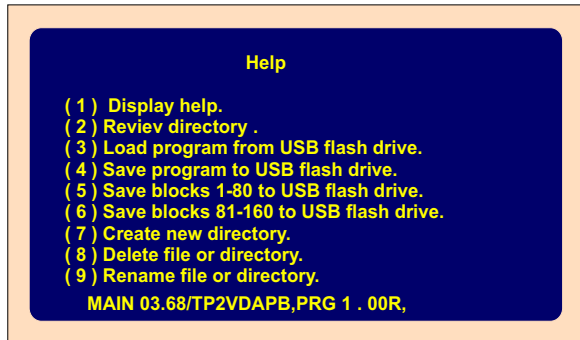 Help
( 1 ) Display help.
( 2 ) Reviev directory .
( 3 ) Load program from USB flash drive.
( 4 ) Save program to USB flash drive.
( 5 ) Save blocks 1-80 to USB flash drive.
( 6 ) Save blocks 81-160 to USB flash drive.
( 7 ) Create new directory.
( 8 ) Delete file or directory.
( 9 ) Rename file or directory.
MAIN 03.68/TP2VDAPB,PRG 1 . 00R,